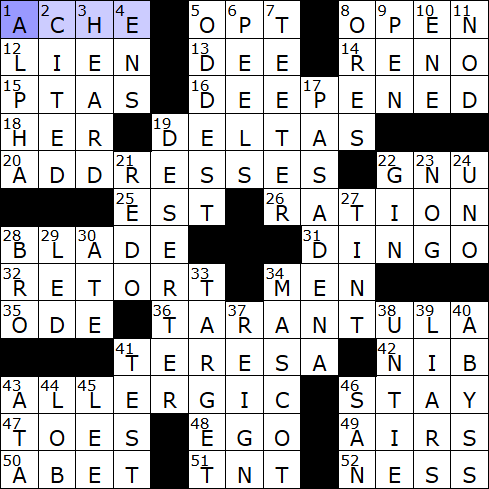 1 A 2 C 3 H 4 E 5 O 6 P 7 T 8 O 9 P 10 E 11 N
12 L I E N 13 D E E 14 R E N O
15 P T A S 16 D E E 17 P E N E D
18 H E R 19 D E L T A S
20 A D D 21 R E S S E S 22 G 23 N 24 U
25 E S T 26 R A 27 T I O N
28 B 29 L 30 A D E 31 D I N G O
32 R E T O R 33 T 34 M E N
35 O D E 36 T A 37 R A N T 38 U 39 L 40 A
41 T E R E S A 42 N I B
43 A 44 L 45 L E R G I C 46 S T A Y
47 T O E S 48 E G O 49 A I R S
50 A B E T 51 T N T 52 N E S S